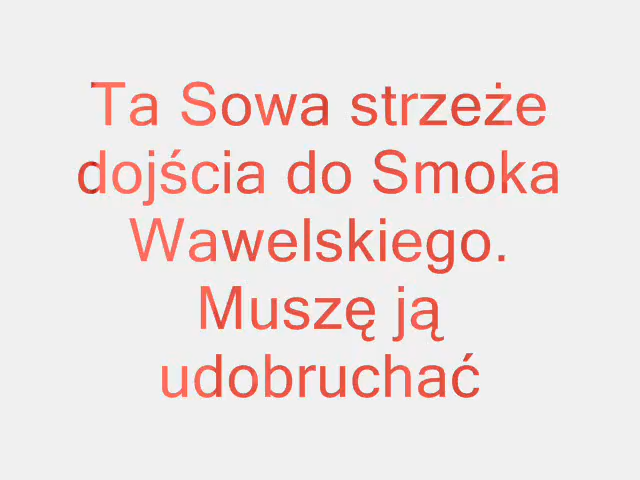 Ta Sowa strzeże
dojścia do Smoka
Wawelskiego.
Muszę ją
udobruchać